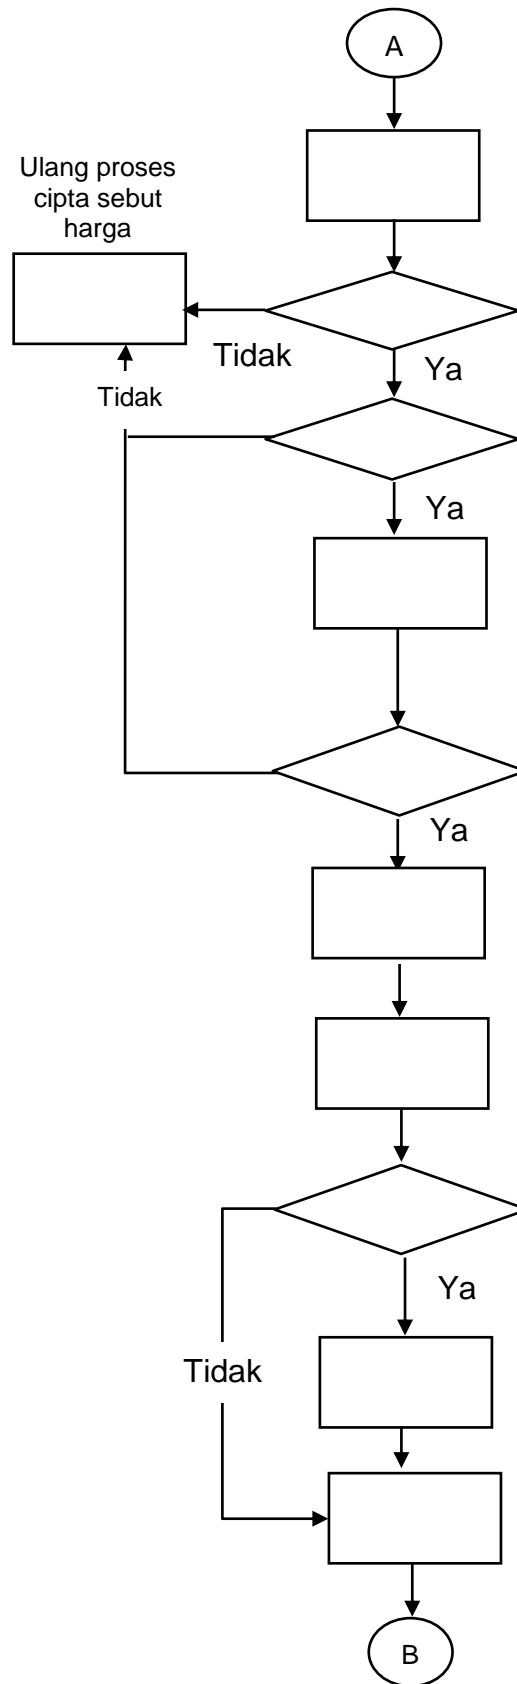 A
Ulang proses
cipta sebut
harga
Tidak
Ya
Tidak
Ya
Ya
Ya
Tidak
B